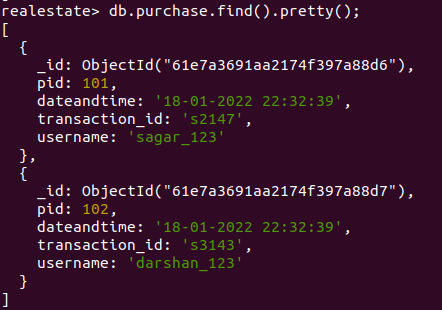 realestate> db.purchase.find().pretty();
[
  {
    _id: ObjectId("61e7a3691aa2174f397a88d6"),
    pid: 101,
    dateandtime: '18-01-2022 22:32:39',
    transaction_id: 's2147',
    username: 'sagar_123'
  },
  {
    _id: ObjectId("61e7a3691aa2174f397a88d7"),
    pid: 102,
    dateandtime: '18-01-2022 22:32:39',
    transaction_id: 's3143',
    username: 'darshan_123'
  }
]